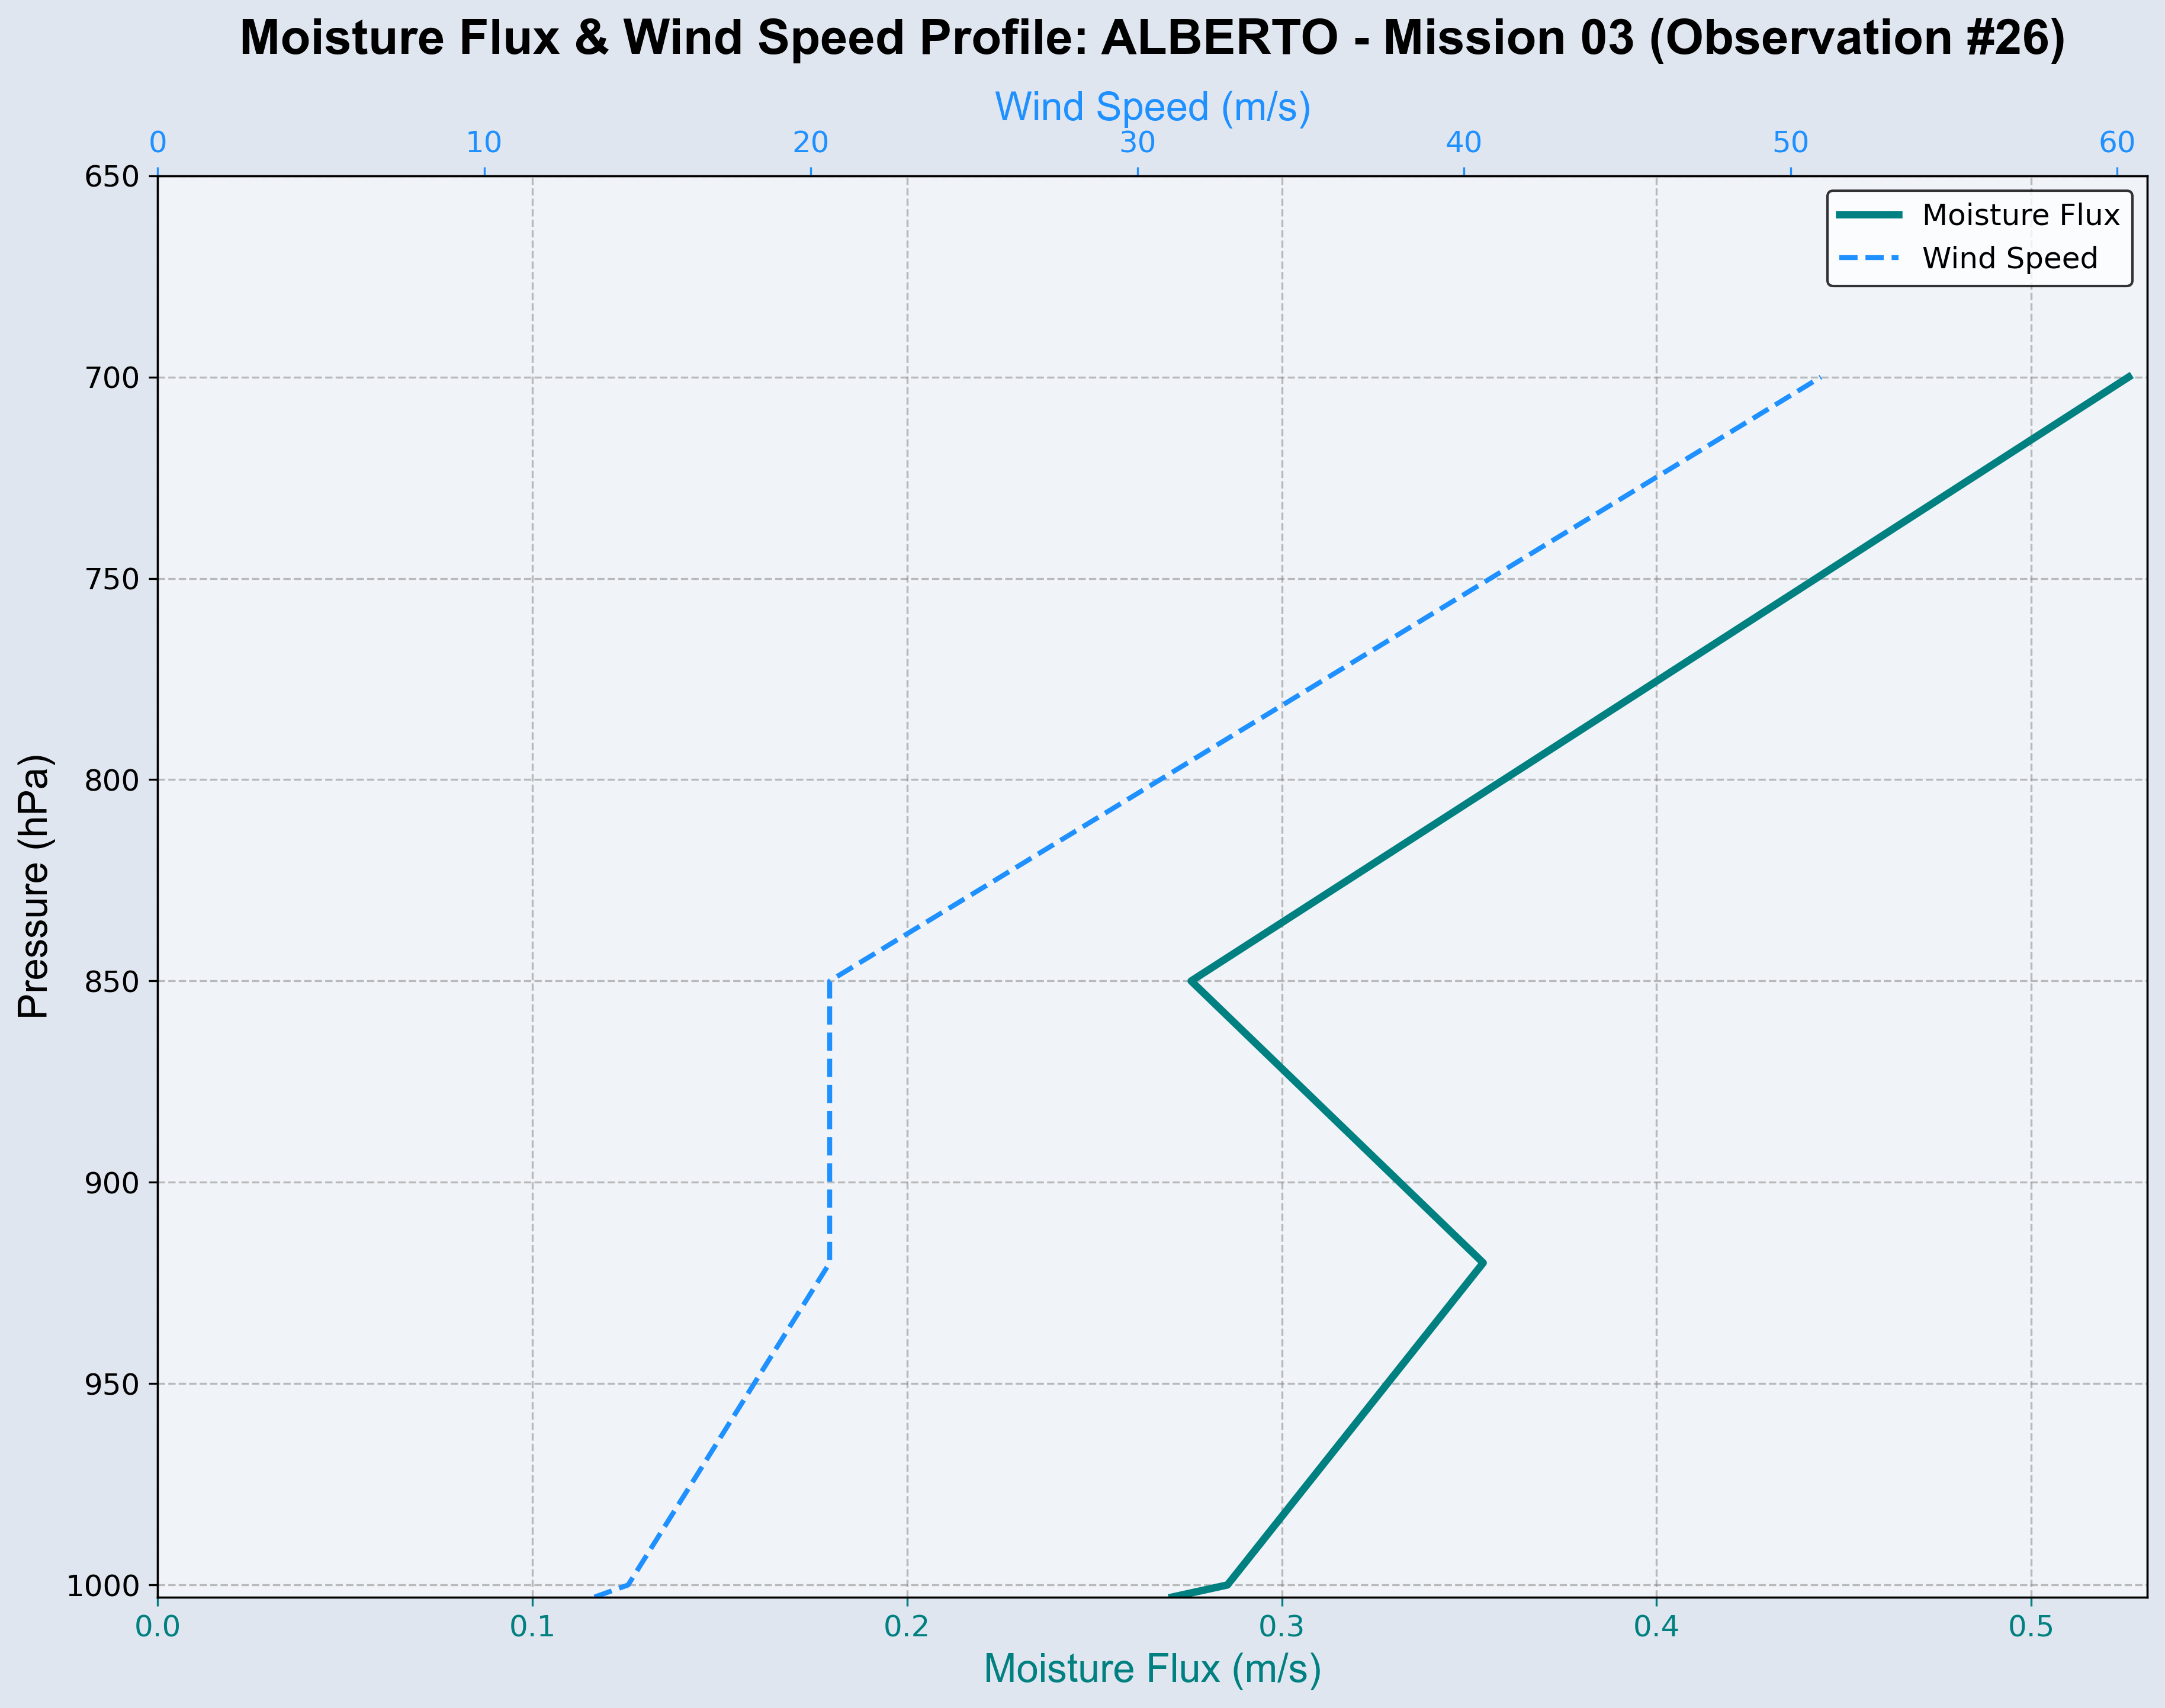 Moisture Flux & Wind Speed Profile: ALBERTO - Mission 03 (Observation #26)
Wind Speed (m/s)
0 10 20 30 40 50 60
Moisture Flux
Wind Speed
Pressure (hPa)
650
700
750
800
850
900
950
1000
0.0 0.1 0.2 0.3 0.4 0.5
Moisture Flux (m/s)